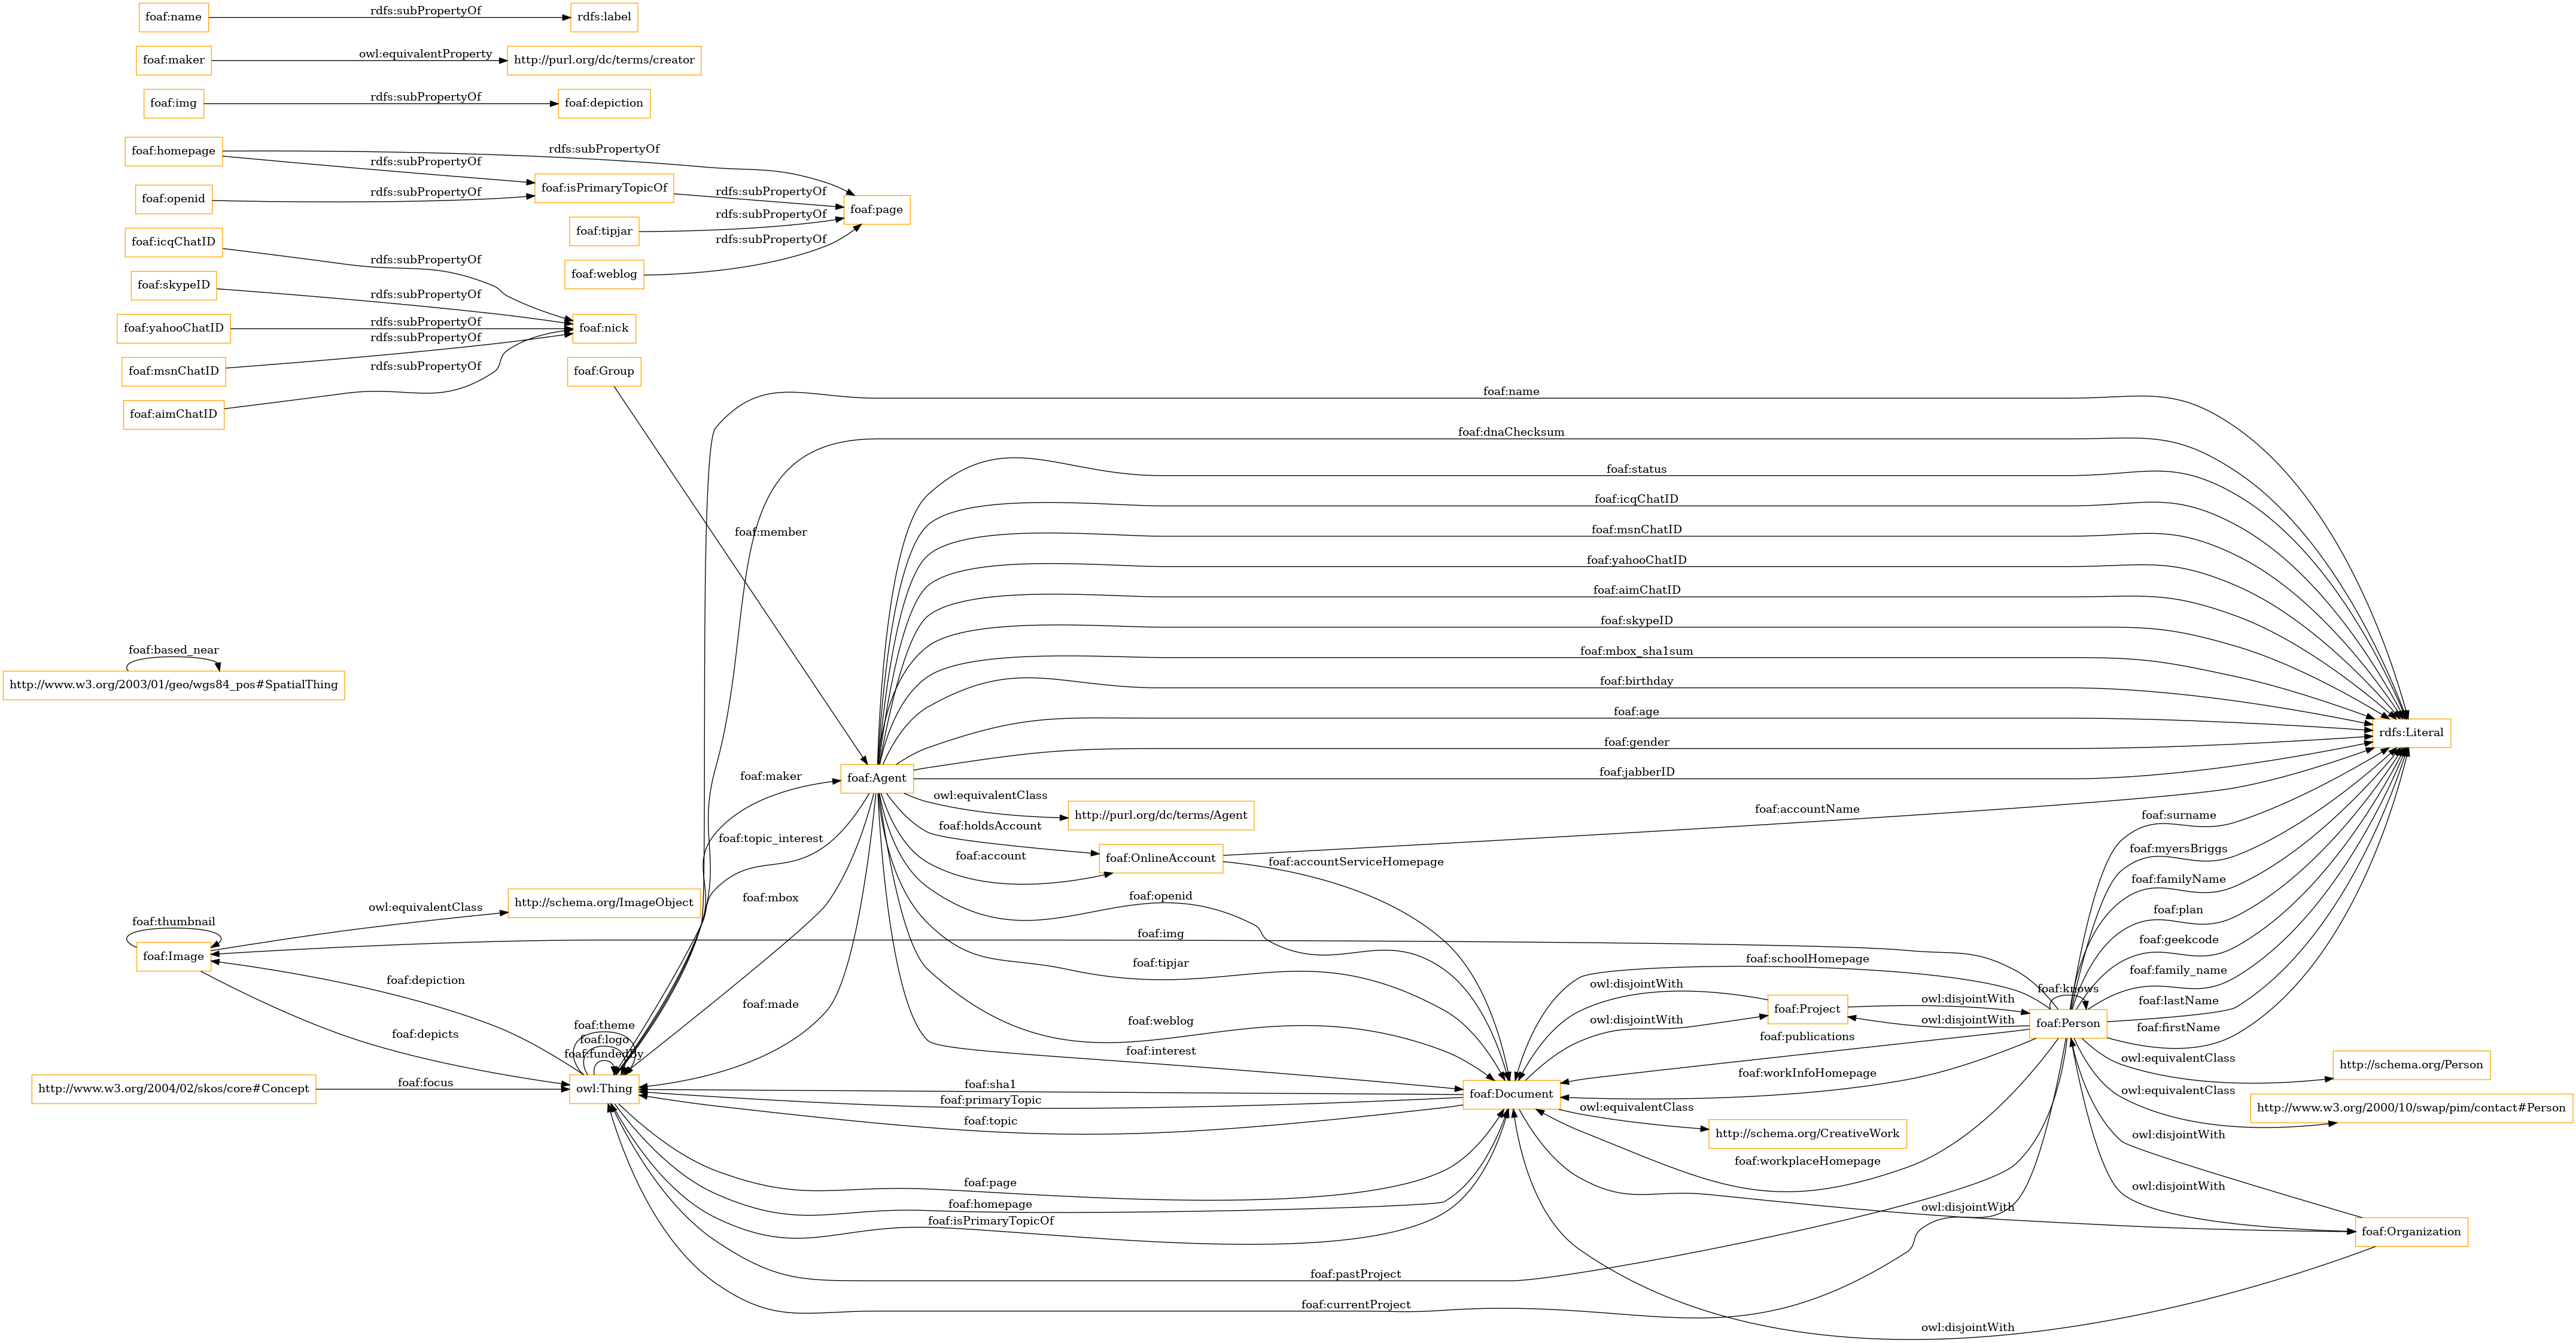 foaf:name
rdfs:subPropertyOf
rdfs:label
foaf:maker
owl:equivalentProperty
http://purl.org/dc/terms/creator
foaf:img
rdfs:subPropertyOf
foaf:depiction
foaf:homepage
rdfs:subPropertyOf
rdfs:subPropertyOf
foaf:isPrimaryTopicOf
rdfs:subPropertyOf
foaf:openid
rdfs:subPropertyOf
foaf:page
foaf:tipjar
rdfs:subPropertyOf
foaf:weblog
rdfs:subPropertyOf
foaf:icqChatID
rdfs:subPropertyOf
foaf:skypeID
rdfs:subPropertyOf
foaf:yahooChatID
rdfs:subPropertyOf
foaf:nick
foaf:msnChatID
rdfs:subPropertyOf
foaf:aimChatID
rdfs:subPropertyOf
foaf:Group
foaf:member
foaf:name
foaf:dnaChecksum
foaf:status
foaf:icqChatID
foaf:msnChatID
foaf:yahooChatID
foaf:aimChatID
foaf:skypeID
foaf:mbox_sha1sum
foaf:birthday
foaf:age
foaf:gender
foaf:jabberID
rdfs:Literal
foaf:based_near
http://www.w3.org/2003/01/geo/wgs84_pos#SpatialThing
foaf:maker
foaf:Agent
owl:equivalentClass
http://purl.org/dc/terms/Agent
foaf:holdsAccount
foaf:account
foaf:OnlineAccount
foaf:accountName
foaf:accountServiceHomepage
foaf:topic_interest
foaf:mbox
foaf:made
foaf:openid
foaf:tipjar
foaf:weblog
foaf:interest
foaf:img
foaf:thumbnail
foaf:Image
owl:equivalentClass
http://schema.org/ImageObject
foaf:depiction
foaf:depicts
foaf:theme
foaf:logo
foaf:fundedBy
owl:Thing
http://www.w3.org/2004/02/skos/core#Concept
foaf:focus
foaf:sha1
foaf:primaryTopic
foaf:topic
foaf:page
foaf:homepage
foaf:isPrimaryTopicOf
foaf:pastProject
foaf:currentProject
foaf:Document
owl:disjointWith
owl:disjointWith
foaf:Project
owl:disjointWith
owl:disjointWith
foaf:schoolHomepage
foaf:publications
foaf:workInfoHomepage
foaf:workplaceHomepage
owl:equivalentClass
http://schema.org/CreativeWork
foaf:surname
foaf:myersBriggs
foaf:familyName
foaf:plan
foaf:geekcode
foaf:family_name
foaf:lastName
foaf:firstName
foaf:knows
foaf:Person
owl:equivalentClass
http://schema.org/Person
owl:equivalentClass
http://www.w3.org/2000/10/swap/pim/contact#Person
owl:disjointWith
owl:disjointWith
owl:disjointWith
foaf:Organization
owl:disjointWith